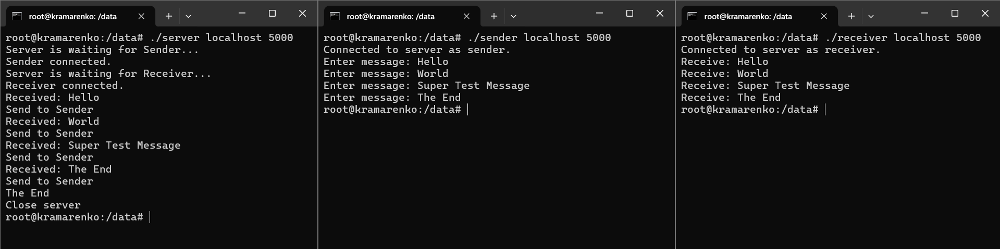 root@kramarenko: /data
root@kramarenko:/data# ./server localhost 5000
Server is waiting for Sender...
Sender connected.
Server is waiting for Receiver...
Receiver connected.
Received: Hello
Send to Sender
Received: World
Send to Sender
Received: Super Test Message
Send to Sender
Received: The End
Send to Sender
The End
Close server
root@kramarenko:/data#
root@kramarenko: /data
root@kramarenko:/data# ./sender localhost 5000
Connected to server as sender.
Enter message: Hello
Enter message: World
Enter message: Super Test Message
Enter message: The End
root@kramarenko:/data#
root@kramarenko: /data
root@kramarenko:/data# ./receiver localhost 5000
Connected to server as receiver.
Receive: Hello
Receive: World
Receive: Super Test Message
Receive: The End
root@kramarenko:/data#